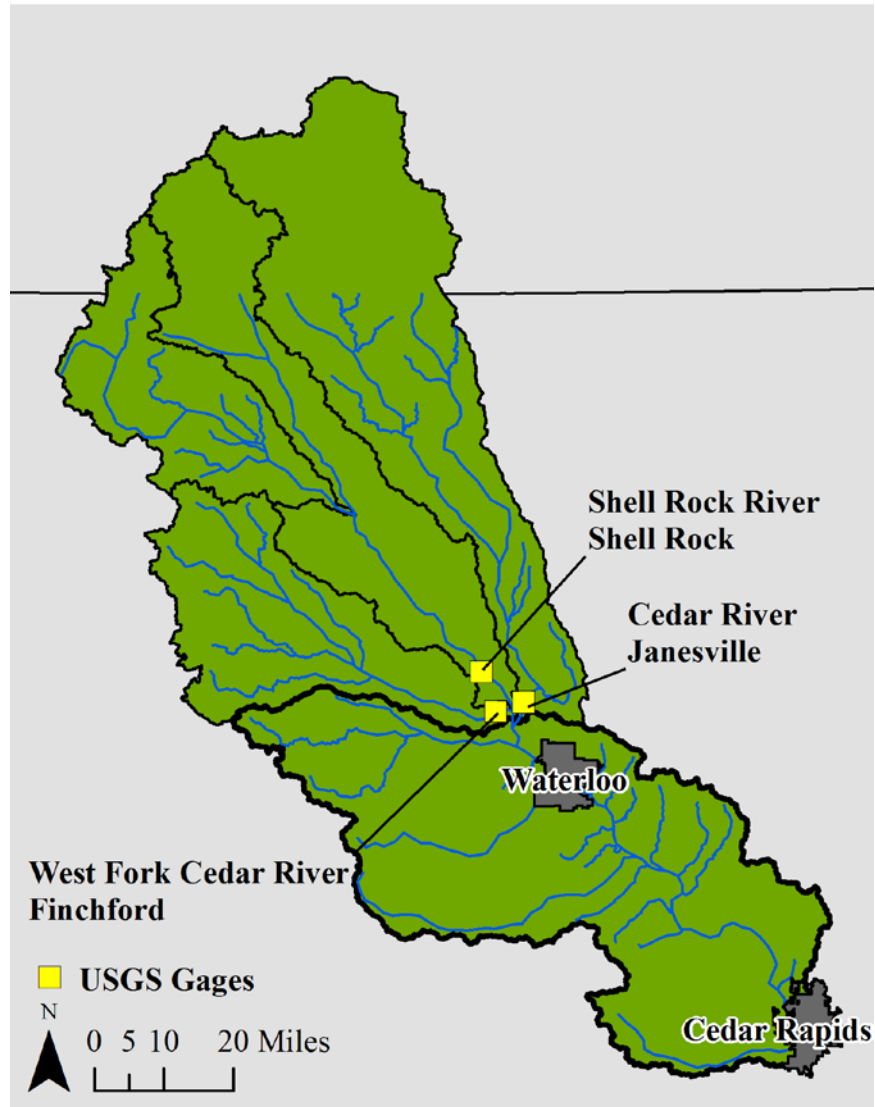 Shell Rock River
Shell Rock
Cedar River
Janesville
Waterloo
West Fork Cedar River
Finchford
USGS Gages
N
0 5 10 20 Miles
Cedar Rapids